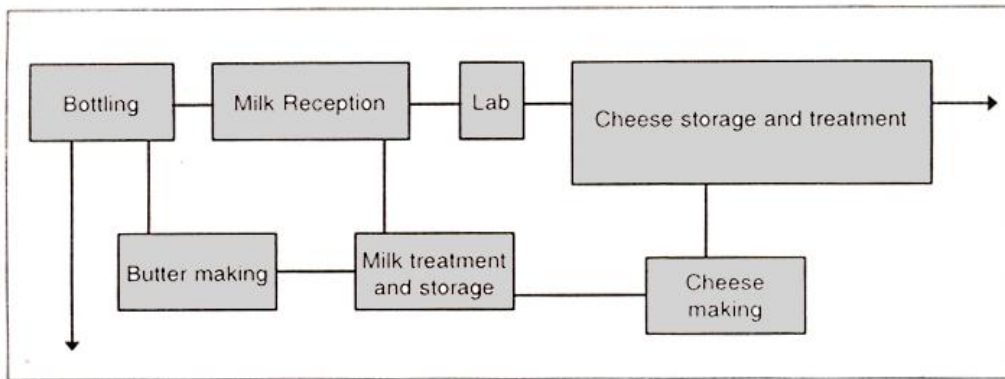 Bottling
Milk Reception
Lab
Cheese storage and treatment
Butter making
Milk treatment
and storage
Cheese
making